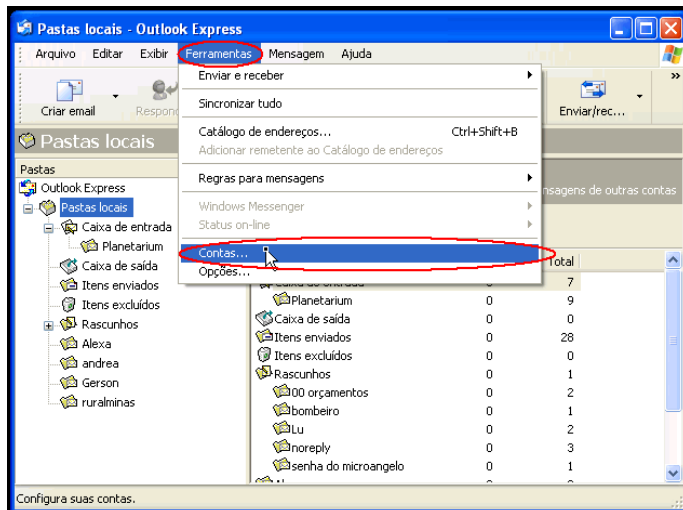 Pastas locais - Outlook Express
Arquivo Editar Exibir Ferramentas Mensagem Ajuda
Criar email
Enviar/rec...
Pastas locais
Enviar e receber
Sincronizar tudo
Catálogo de endereços... Ctrl+Shift+B
Adicionar remetente ao Catálogo de endereços
Regras para mensagens
Windows Messenger
Status on-line
Contas...
Opções...
Pastas
Outlook Express
Pastas locais
Caixa de entrada
Planetarium
Caixa de saída
Itens enviados
Itens excluídos
Rascunhos
Alexa
andrea
Gerson
ruralminas
de outras contas
Total
0 7
Planetarium 0 9
Caixa de saída 0 0
Itens enviados 0 28
Itens excluídos 0 0
Rascunhos 0 1
00 orçamentos 0 2
bombeiro 0 1
Lu 0 2
noreply 0 3
senha do microangelo 0 1
Configura suas contas.